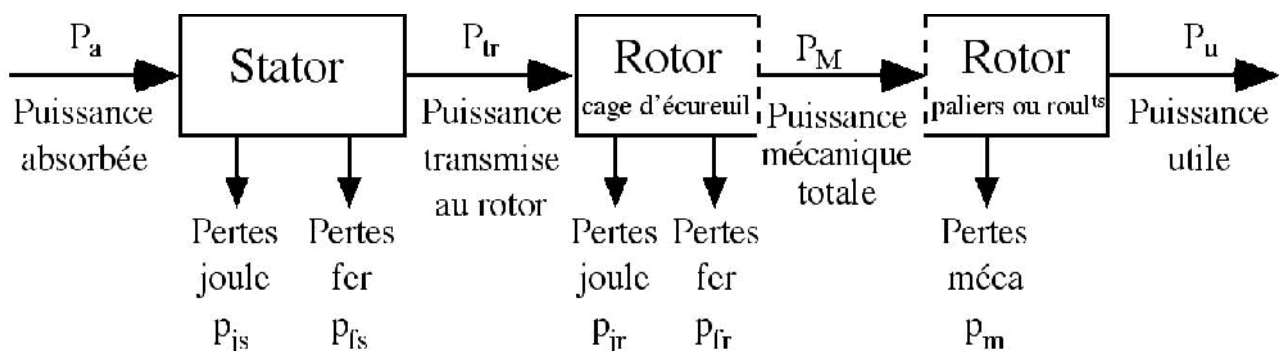 Pa
Puissance
absorbée
Stator
Pertes
joule
pjs
Pertes
fer
pfs
Ptr
Puissance
transmise
au rotor
Rotor
cage d'écureuil
Pertes
joule
pjr
Pertes
fer
pfr
PM
Puissance
mécanique
totale
Rotor
paliers ou roults
Pertes
méca
pm
Pu
Puissance
utile